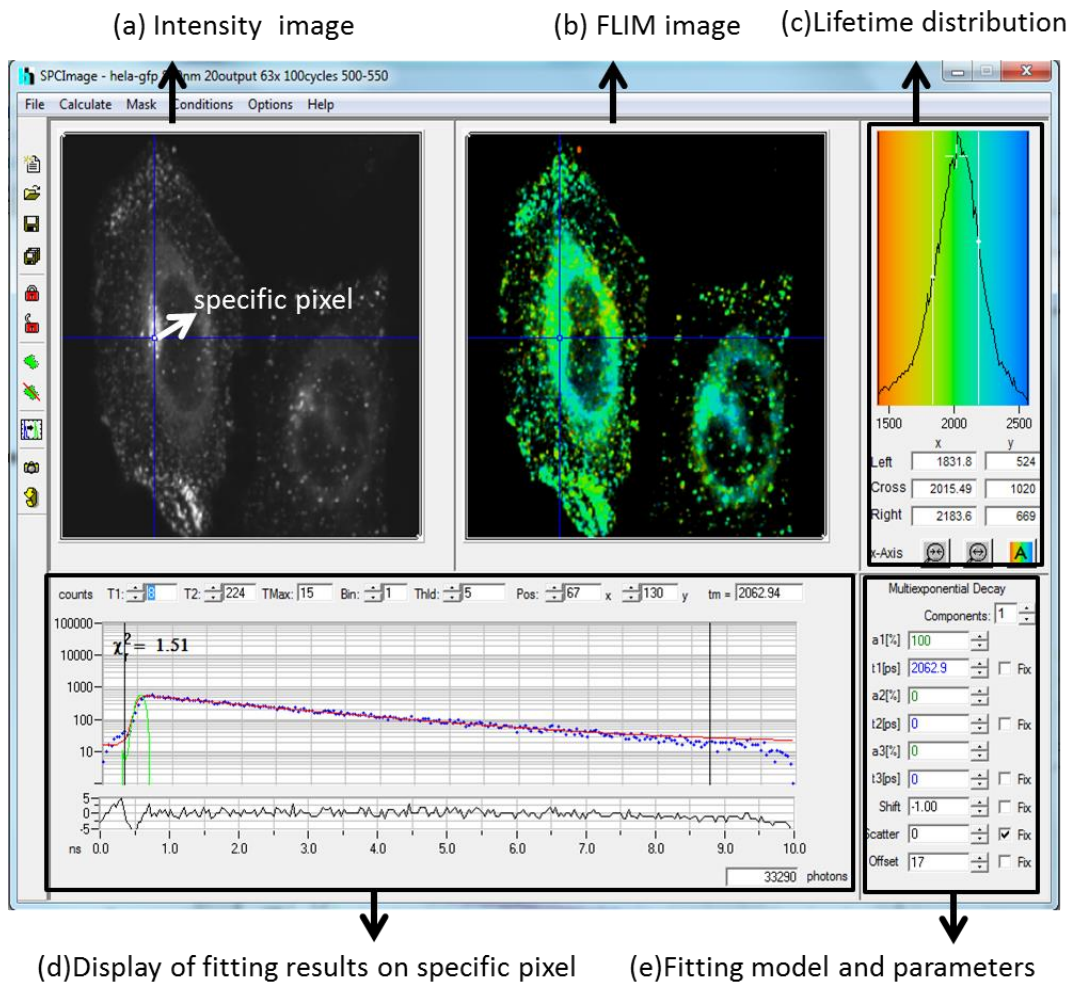 (a) Intensity image
(b) FLIM image
(c)Lifetime distribution
SPCImage - hela-gfp nm 20output 63x 100cycles 500-550
File Calculate Mask Conditions Options Help
specific pixel
1500 2000 2500
x y
Left 1831.8 524
Cross 2015.49 1020
Right 2183.6 669
x-Axis A
counts T1: 8 T2: 224 TMax: 15 Bin: 1 Thld: 5 Pos: 67 x 130 y tm = 2062.94
100000
10000
1000
100
10
χ²r = 1.51
5
0
-5
ns 0.0 1.0 2.0 3.0 4.0 5.0 6.0 7.0 8.0 9.0 10.0
33290 photons
Multiexponential Decay
Components: 1
a1[%] 100
t1[ps] 2062.9 Fix
a2[%] 0
t2[ps] 0 Fix
a3[%] 0
t3[ps] 0 Fix
Shift -1.00 Fix
Scatter 0 Fix
Offset 17 Fix
(d)Display of fitting results on specific pixel
(e)Fitting model and parameters